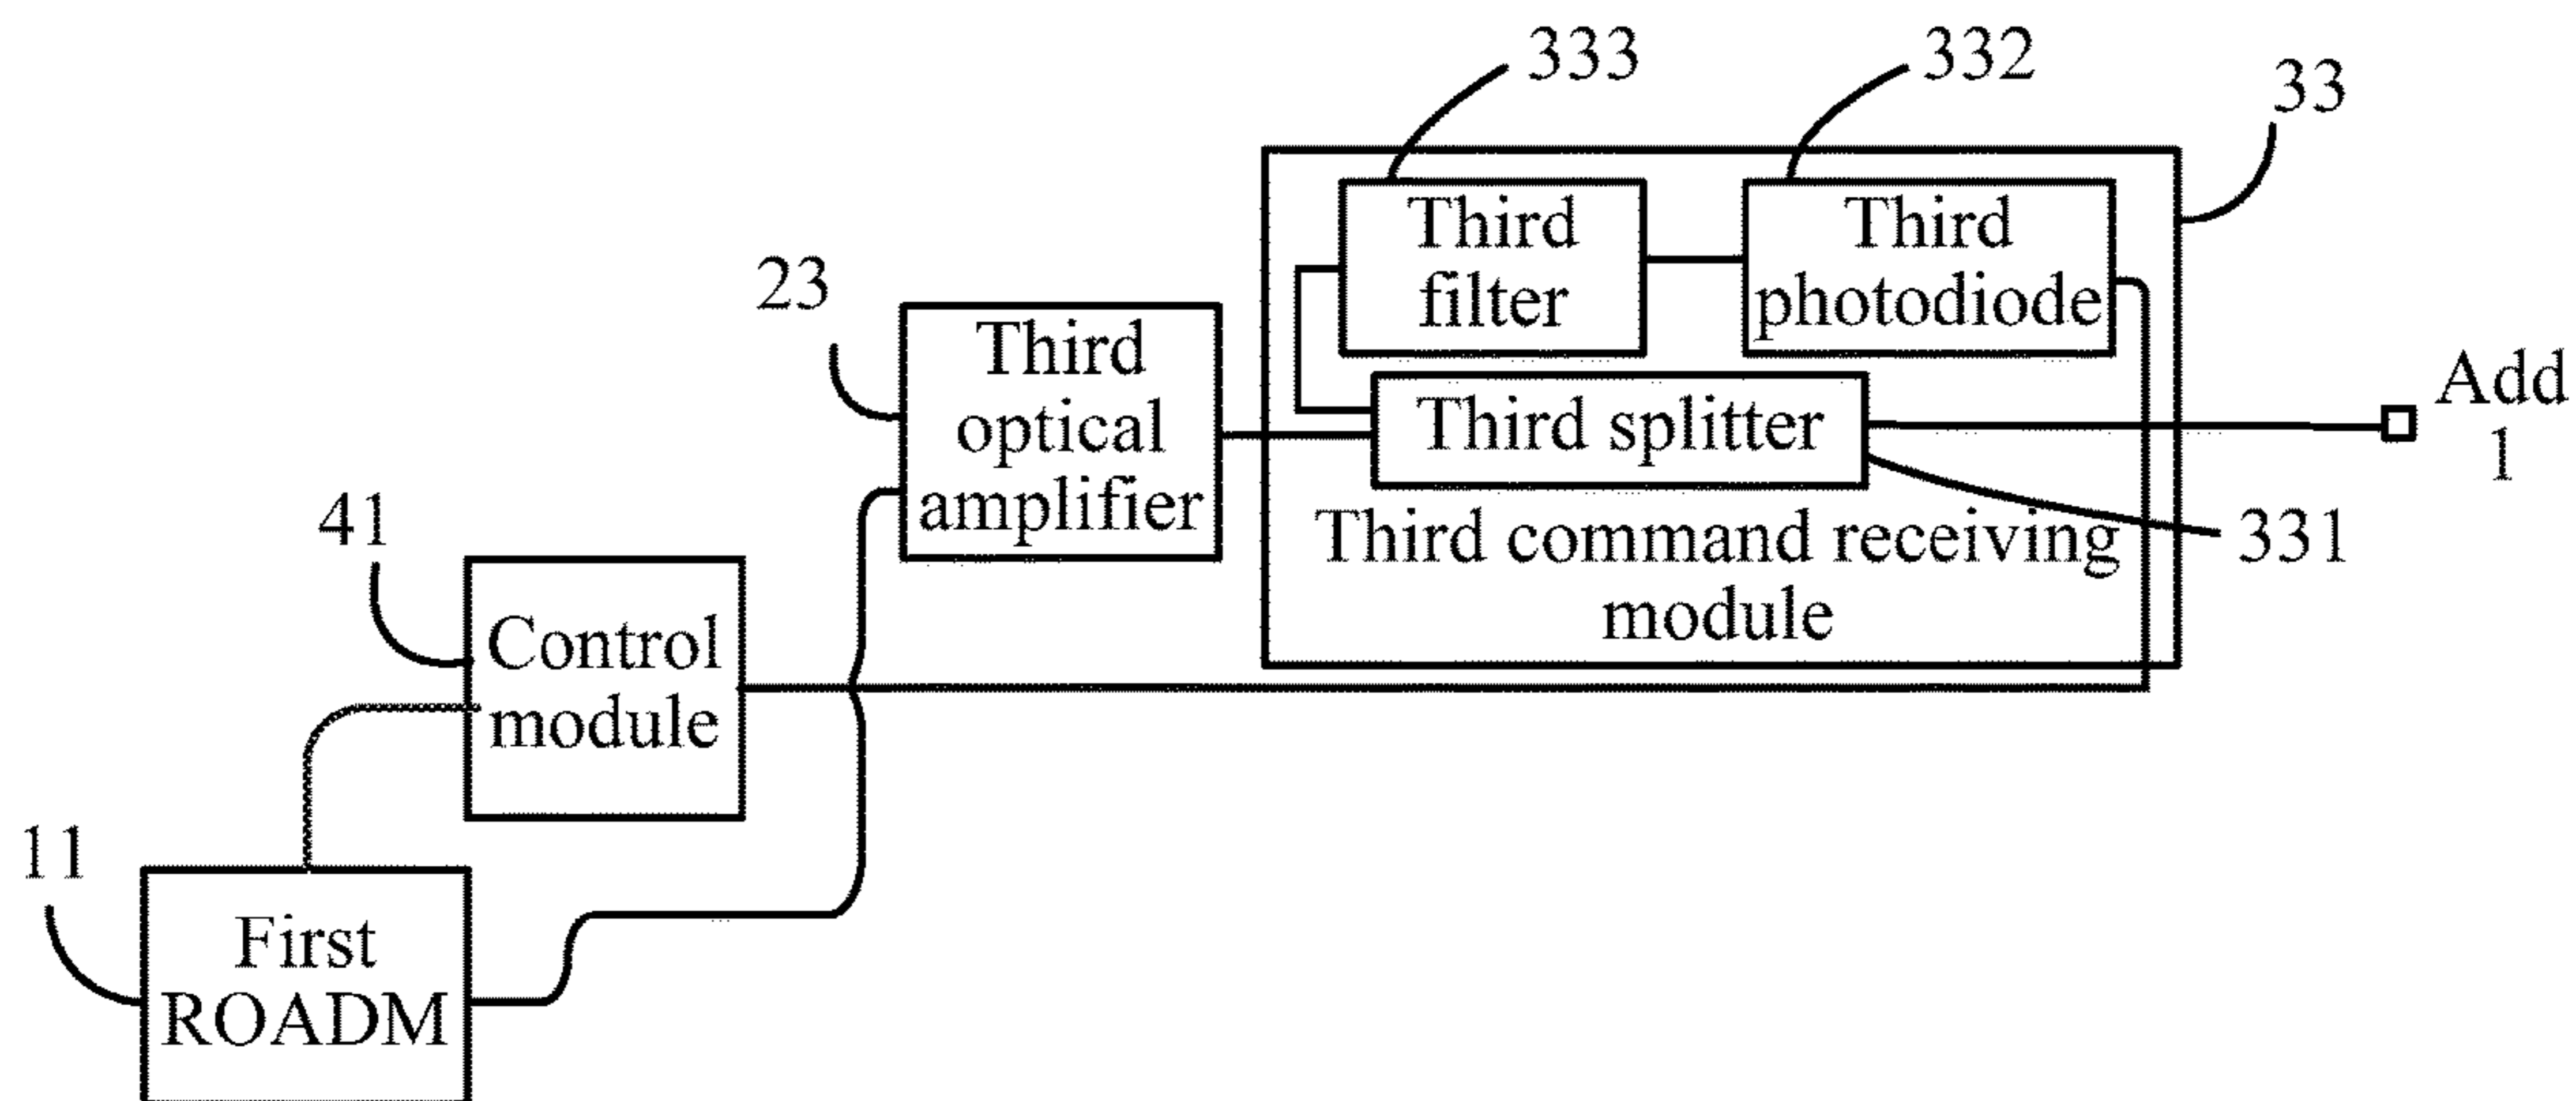 333
332
33
Third
filter
Third
photodiode
23
Third
optical
amplifier
Add
1
Third splitter
331
Third command receiving
module
41
Control
module
11
First
ROADM